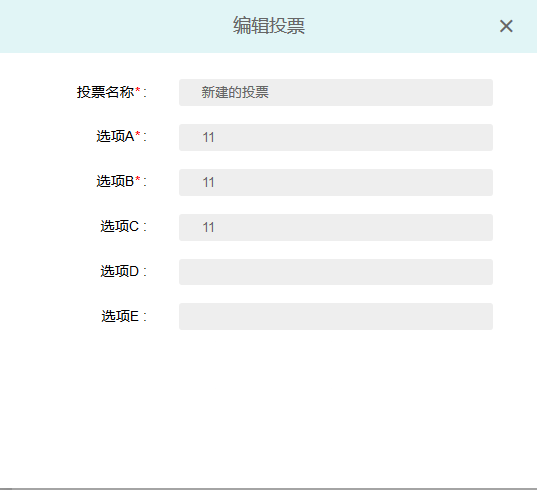 编辑投票 ×
投票名称* : 新建的投票
选项A* : 11
选项B* : 11
选项C : 11
选项D :
选项E :